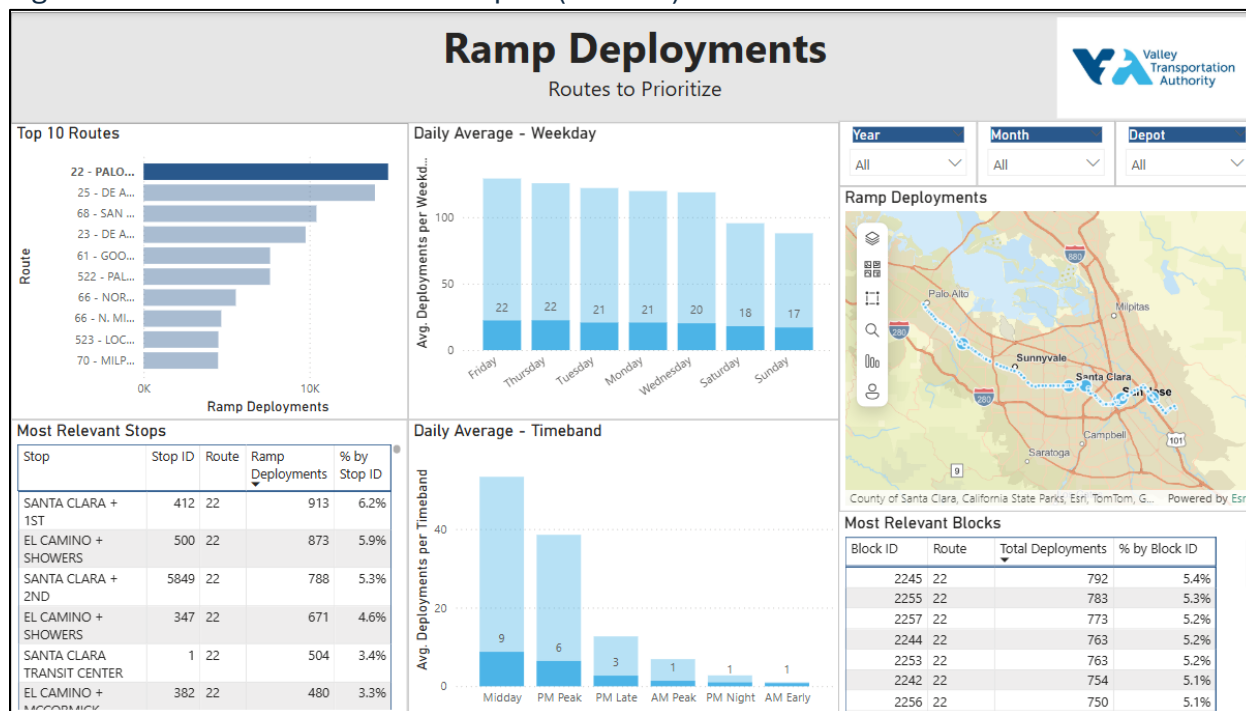 Ramp Deployments
Routes to Prioritize
Valley
Transportation
Authority
Top 10 Routes
22 - PALO...
25 - DE A...
68 - SAN ...
23 - DE A...
61 - GOO...
522 - PAL...
66 - NOR...
66 - N. MI...
523 - LOC...
70 - MILP...
Route
0K 10K
Ramp Deployments
Daily Average - Weekday
Avg. Deployments per Weekd...
100
50
0
22 22 21 21 20 18 17
Friday Thursday Tuesday Monday Wednesday Saturday Sunday
Year Month Depot
All All All
Ramp Deployments
880
Palo Alto
Milpitas
280
Sunnyvale
Santa Clara
San Jose
280
Campbell
101
Saratoga
9
County of Santa Clara, California State Parks, Esri, TomTom, G... Powered by Esr
Most Relevant Stops
Stop Stop ID Route Ramp Deployments % by Stop ID
SANTA CLARA + 1ST 412 22 913 6.2%
EL CAMINO + SHOWERS 500 22 873 5.9%
SANTA CLARA + 2ND 5849 22 788 5.3%
EL CAMINO + SHOWERS 347 22 671 4.6%
SANTA CLARA TRANSIT CENTER 1 22 504 3.4%
EL CAMINO + MCCORMICK 382 22 480 3.3%
Daily Average - Timeband
Avg. Deployments per Timeband
40
20
0
9 6 3 1 1 1
Midday PM Peak PM Late AM Peak PM Night AM Early
Most Relevant Blocks
Block ID Route Total Deployments % by Block ID
2245 22 792 5.4%
2255 22 783 5.3%
2257 22 773 5.2%
2244 22 763 5.2%
2253 22 763 5.2%
2242 22 754 5.1%
2256 22 750 5.1%